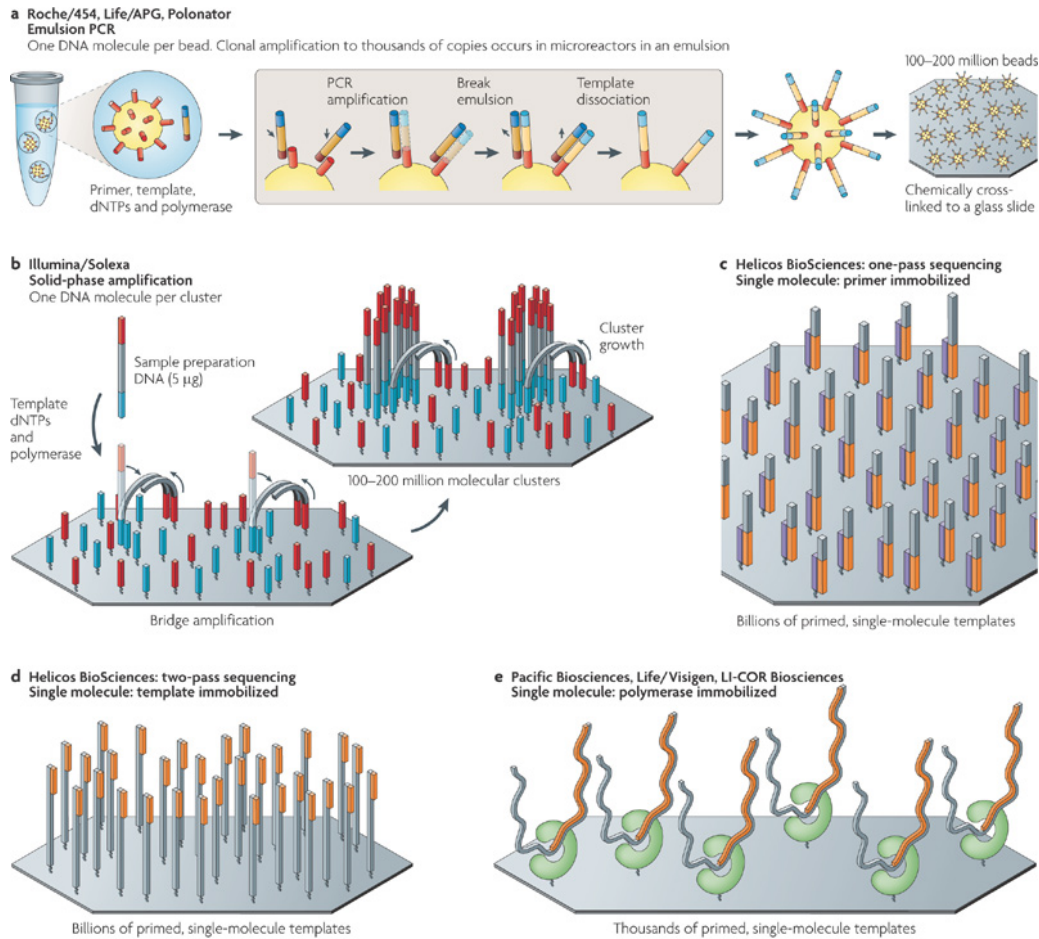 a Roche/454, Life/APG, Polonator
Emulsion PCR
One DNA molecule per bead. Clonal amplification to thousands of copies occurs in microreactors in an emulsion
PCR
amplification
Break
emulsion
Template
dissociation
100–200 million beads
Primer, template,
dNTPs and polymerase
Chemically cross-
linked to a glass slide
b Illumina/Solexa
Solid-phase amplification
One DNA molecule per cluster
Sample preparation
DNA (5 µg)
Template
dNTPs
and
polymerase
Cluster
growth
100–200 million molecular clusters
Bridge amplification
c Helicos BioSciences: one-pass sequencing
Single molecule: primer immobilized
Billions of primed, single-molecule templates
d Helicos BioSciences: two-pass sequencing
Single molecule: template immobilized
Billions of primed, single-molecule templates
e Pacific Biosciences, Life/Visigen, LI-COR Biosciences
Single molecule: polymerase immobilized
Thousands of primed, single-molecule templates